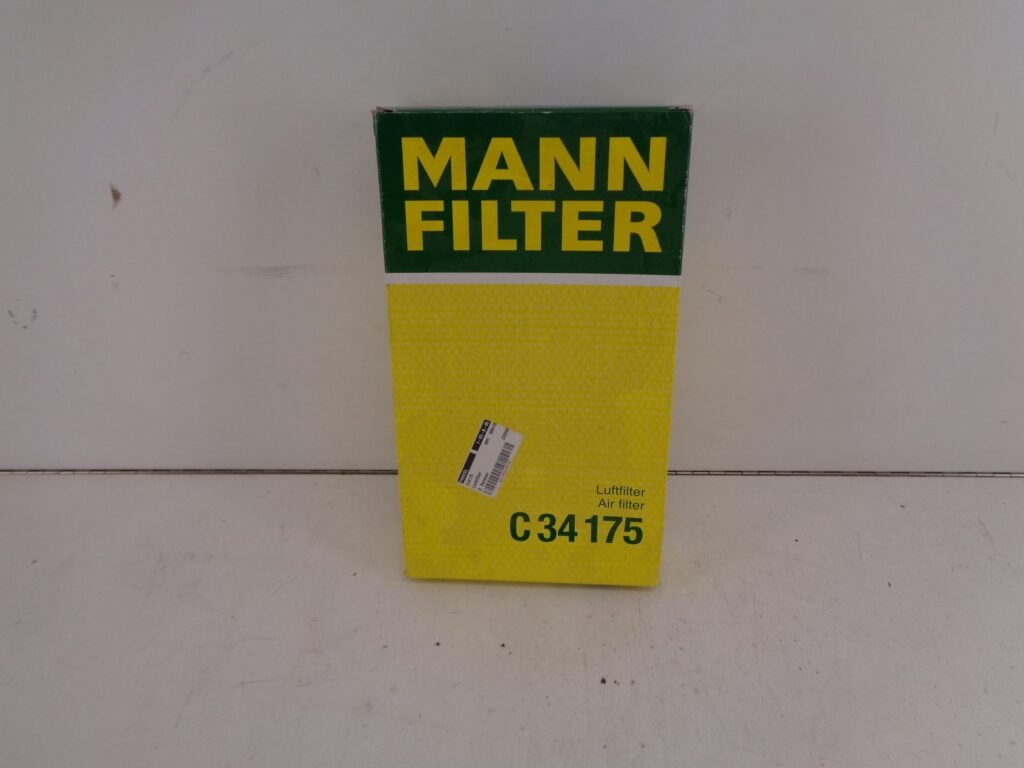 MANN
FILTER
Luftfilter
Air filter
C 34 175